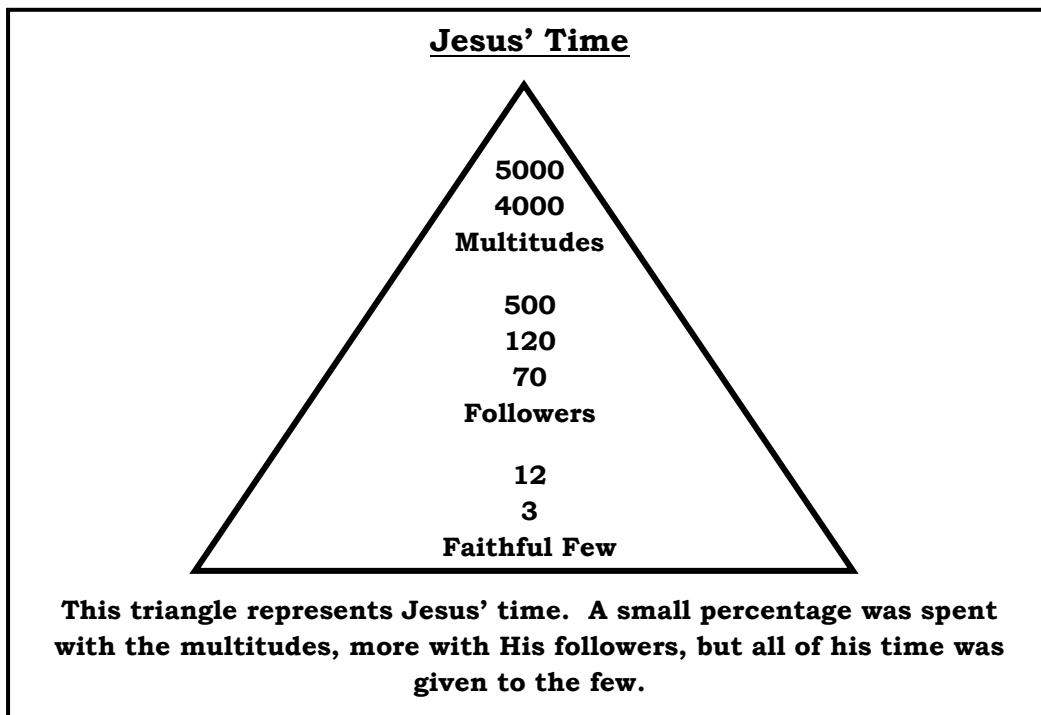 Jesus’ Time
5000
4000
Multitudes
500
120
70
Followers
12
3
Faithful Few
This triangle represents Jesus’ time.  A small percentage was spent
with the multitudes, more with His followers, but all of his time was
given to the few.